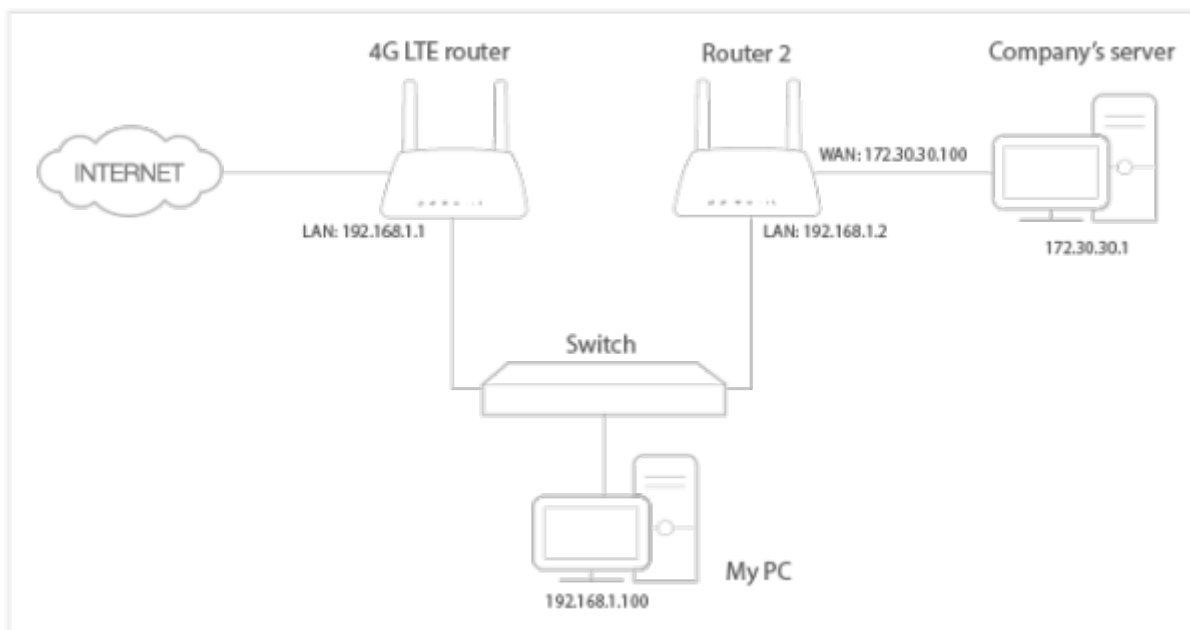 4G LTE router
Router 2
Company's server
INTERNET
WAN: 172.30.30.100
LAN: 192.168.1.1
LAN: 192.168.1.2
172.30.30.1
Switch
My PC
192.168.1.100